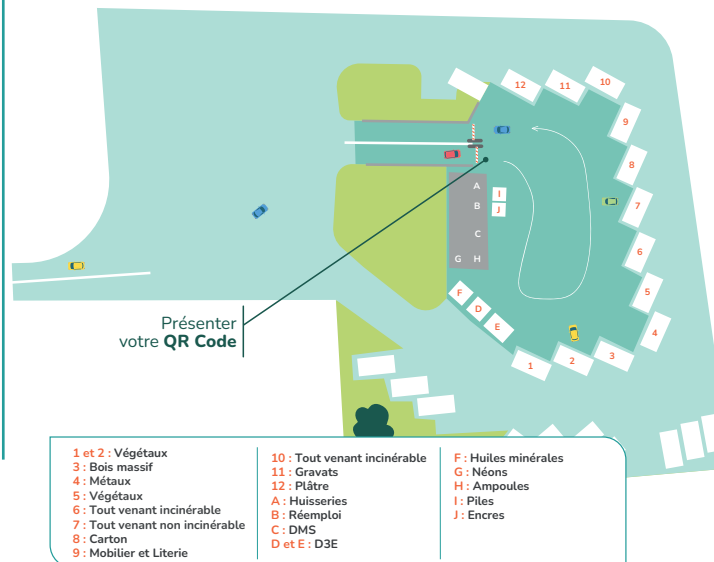 12
11
10
9
8
A
I
B
J
7
C
6
G H
F
5
D
E
4
3
2
1
Présenter
votre QR Code
1 et 2 : Végétaux
3 : Bois massif
4 : Métaux
5 : Végétaux
6 : Tout venant incinérable
7 : Tout venant non incinérable
8 : Carton
9 : Mobilier et Literie
10 : Tout venant incinérable
11 : Gravats
12 : Plâtre
A : Huisseries
B : Réemploi
C : DMS
D et E : D3E
F : Huiles minérales
G : Néons
H : Ampoules
I : Piles
J : Encres